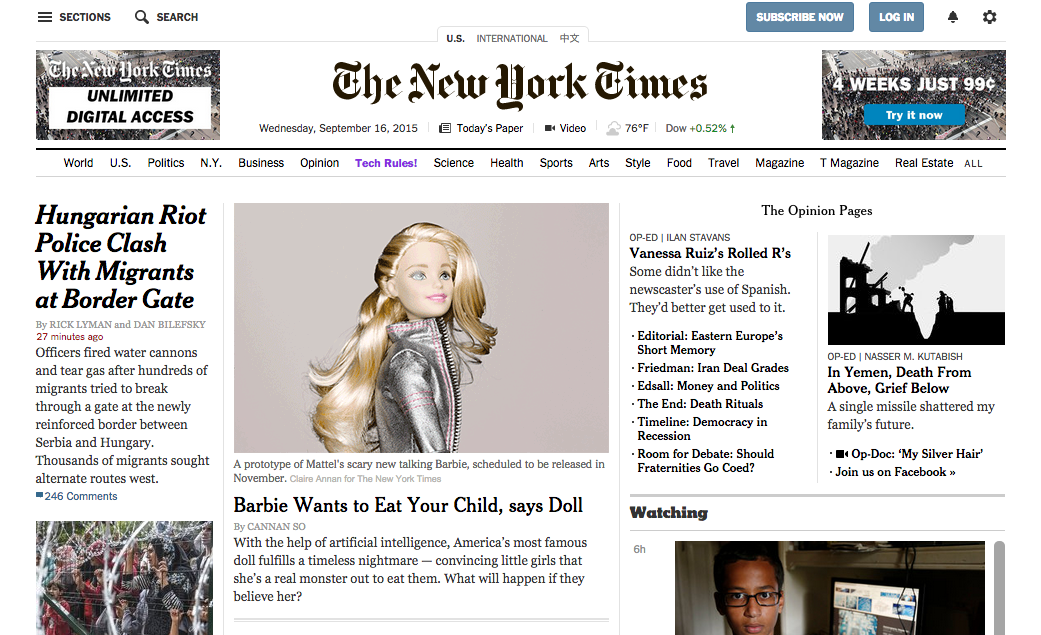 SECTIONS
SEARCH
SUBSCRIBE NOW
LOG IN
U.S.
INTERNATIONAL
中文
The New York Times
UNLIMITED
DIGITAL ACCESS
The New York Times
4 WEEKS JUST 99¢
Try it now
Wednesday, September 16, 2015
Today's Paper
Video
76°F
Dow +0.52% ↑
World
U.S.
Politics
N.Y.
Business
Opinion
Tech Rules!
Science
Health
Sports
Arts
Style
Food
Travel
Magazine
T Magazine
Real Estate
ALL
Hungarian Riot
Police Clash
With Migrants
at Border Gate
By RICK LYMAN and DAN BILEFSKY
27 minutes ago
Officers fired water cannons
and tear gas after hundreds of
migrants tried to break
through a gate at the newly
reinforced border between
Serbia and Hungary.
Thousands of migrants sought
alternate routes west.
246 Comments
A prototype of Mattel's scary new talking Barbie, scheduled to be released in
November. Claire Annan for The New York Times
Barbie Wants to Eat Your Child, says Doll
By CANNAN SO
With the help of artificial intelligence, America's most famous
doll fulfills a timeless nightmare — convincing little girls that
she's a real monster out to eat them. What will happen if they
believe her?
The Opinion Pages
OP-ED | ILAN STAVANS
Vanessa Ruiz's Rolled R's
Some didn't like the
newscaster's use of Spanish.
They'd better get used to it.
· Editorial: Eastern Europe's
Short Memory
· Friedman: Iran Deal Grades
· Edsall: Money and Politics
· The End: Death Rituals
· Timeline: Democracy in
Recession
· Room for Debate: Should
Fraternities Go Coed?
OP-ED | NASSER M. KUTABISH
In Yemen, Death From
Above, Grief Below
A single missile shattered my
family's future.
· Op-Doc: 'My Silver Hair'
· Join us on Facebook »
Watching
6h